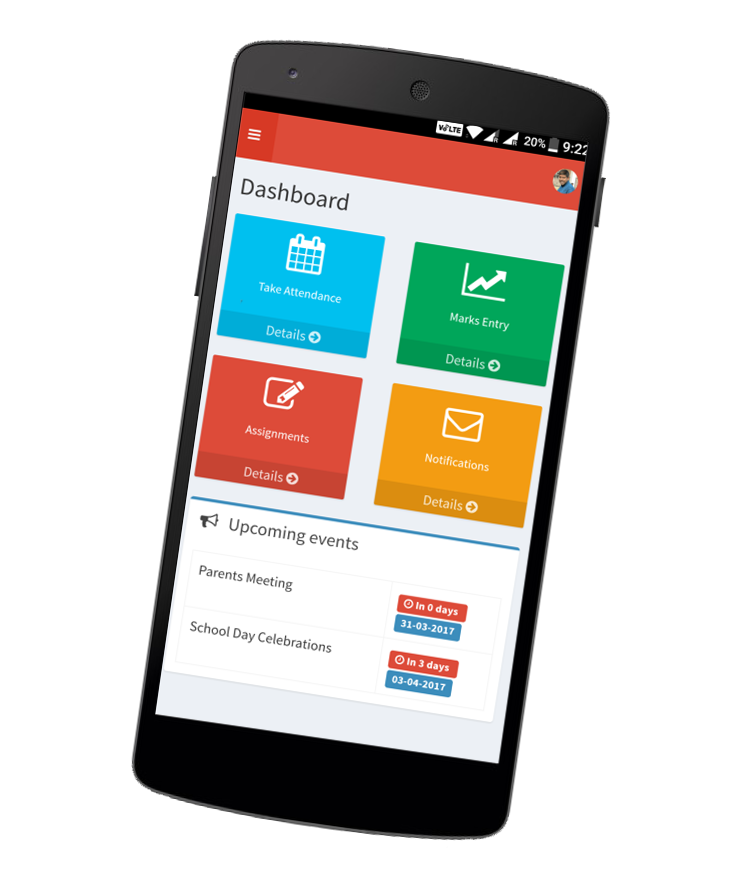 VoLTE 20% 9:22
Dashboard
Take Attendance
Details
Marks Entry
Details
Assignments
Details
Notifications
Details
Upcoming events
Parents Meeting
In 0 days
31-03-2017
School Day Celebrations
In 3 days
03-04-2017